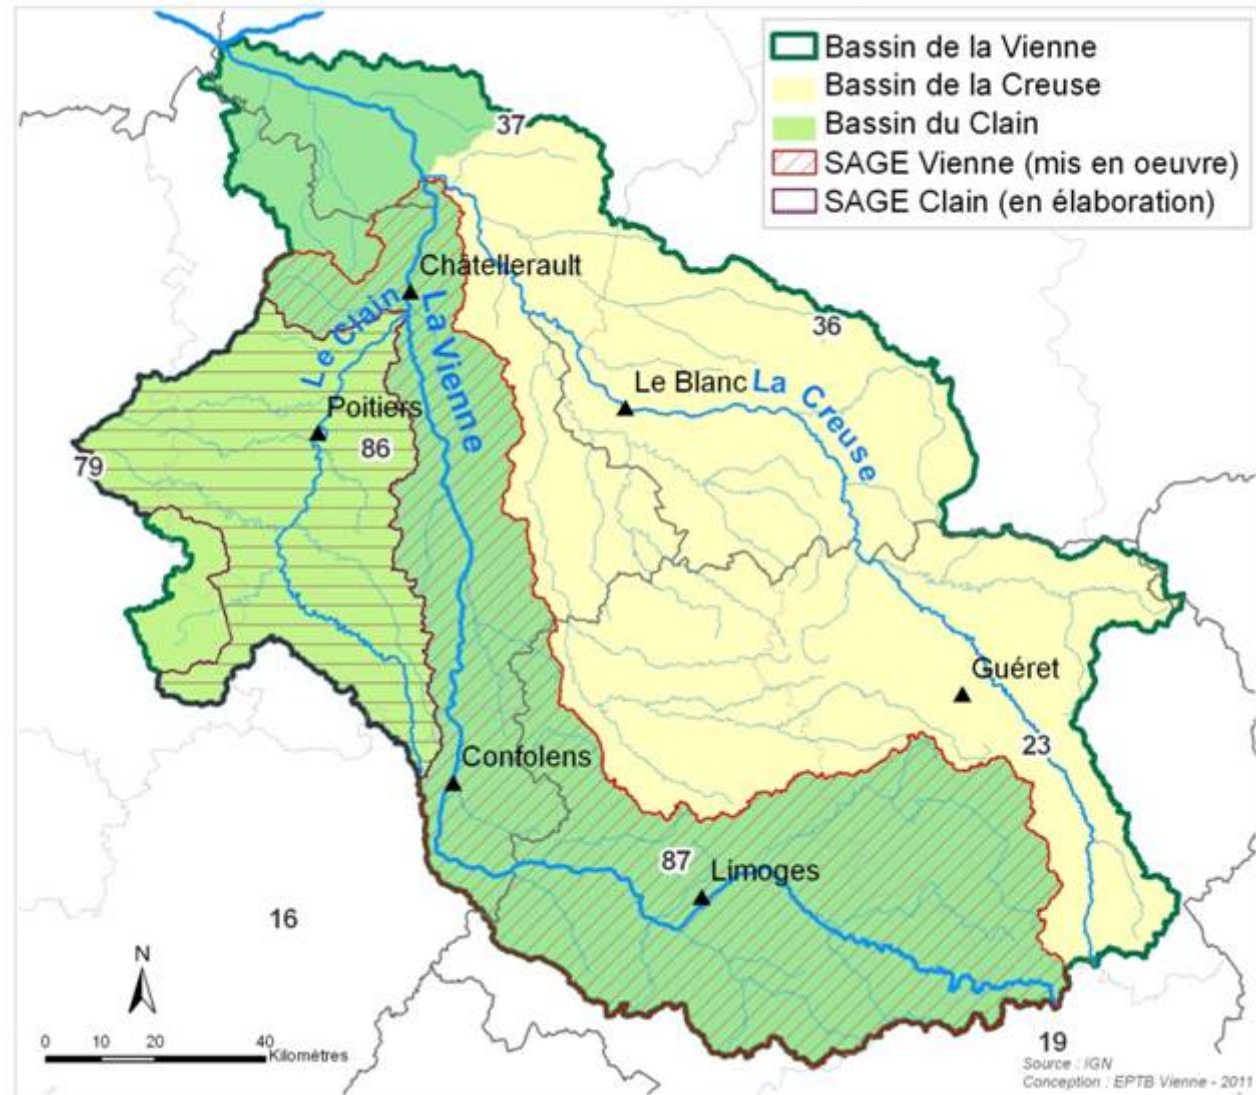 Bassin de la Vienne
Bassin de la Creuse
Bassin du Clain
SAGE Vienne (mis en oeuvre)
SAGE Clain (en élaboration)
37
Châtellerault
Le Clain
La Vienne
36
Le Blanc
La Creuse
Poitiers
86
79
Guéret
23
Confolens
87
Limoges
16
N
0 10 20 40
Kilomètres
19
Source : IGN
Conception : EPTB Vienne - 2011